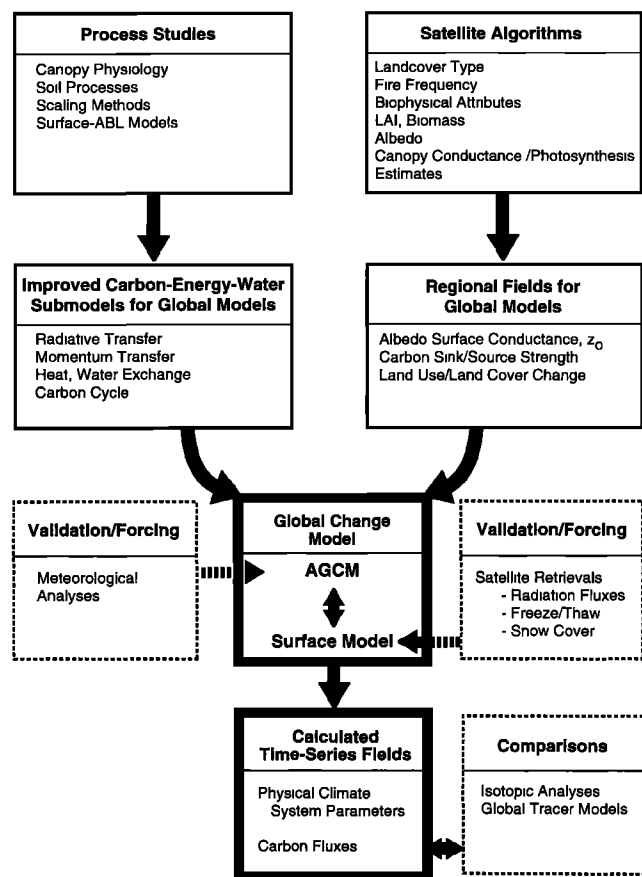 Process Studies
Canopy Physiology
Soil Processes
Scaling Methods
Surface-ABL Models
Satellite Algorithms
Landcover Type
Fire Frequency
Biophysical Attributes
LAI, Biomass
Albedo
Canopy Conductance /Photosynthesis
Estimates
Improved Carbon-Energy-Water
Submodels for Global Models
Radiative Transfer
Momentum Transfer
Heat, Water Exchange
Carbon Cycle
Regional Fields for
Global Models
Albedo Surface Conductance, zo
Carbon Sink/Source Strength
Land Use/Land Cover Change
Validation/Forcing
Meteorological
Analyses
Global Change
Model
AGCM
Surface Model
Validation/Forcing
Satellite Retrievals
- Radiation Fluxes
- Freeze/Thaw
- Snow Cover
Calculated
Time-Series Fields
Physical Climate
System Parameters
Carbon Fluxes
Comparisons
Isotopic Analyses
Global Tracer Models